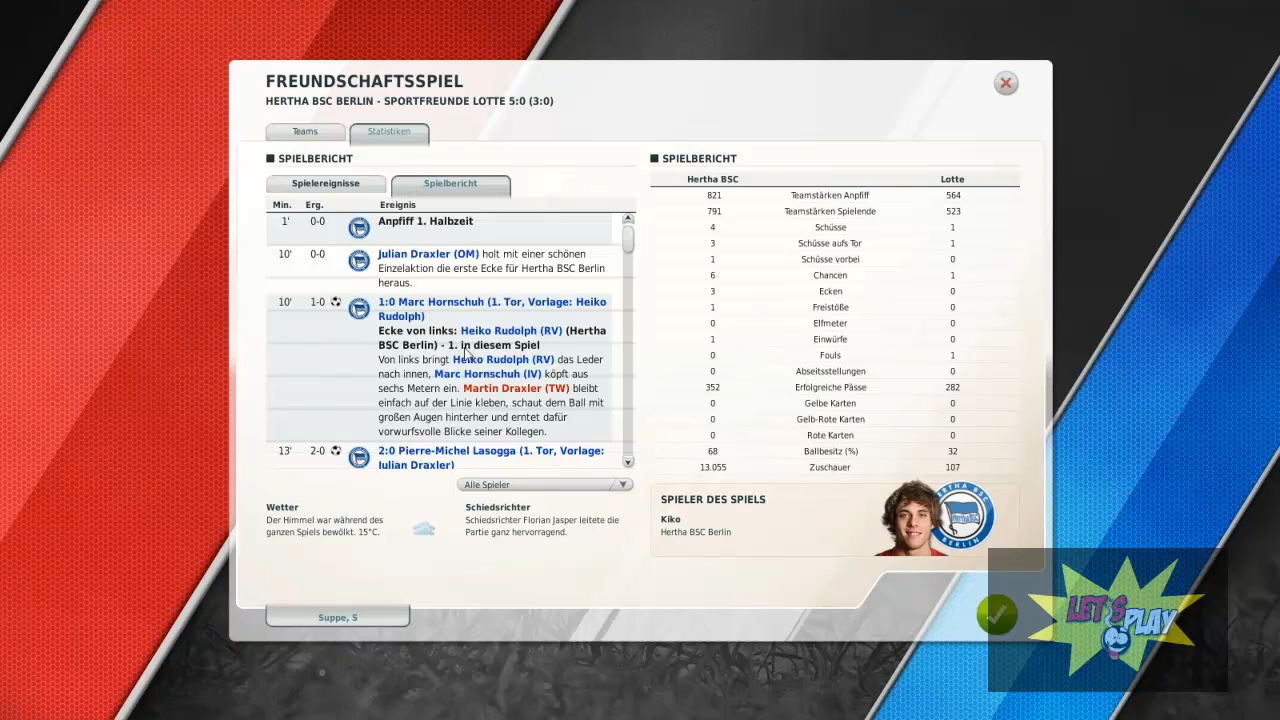 FREUNDSCHAFTSSPIEL
HERTHA BSC BERLIN - SPORTFREUNDE LOTTE 5:0 (3:0)
Teams
Statistiken
SPIELBERICHT
Spielereignisse
Spielbericht
Min. Erg. Ereignis
1' 0-0 Anpfiff 1. Halbzeit
10' 0-0 Julian Draxler (OM) holt mit einer schönen
Einzelaktion die erste Ecke für Hertha BSC Berlin
heraus.
10' 1-0 1:0 Marc Hornschuh (1. Tor, Vorlage: Heiko
Rudolph)
Ecke von links: Heiko Rudolph (RV) (Hertha
BSC Berlin) - 1. in diesem Spiel
Von links bringt Heiko Rudolph (RV) das Leder
nach innen, Marc Hornschuh (IV) köpft aus
sechs Metern ein. Martin Draxler (TW) bleibt
einfach auf der Linie kleben, schaut dem Ball mit
großen Augen hinterher und erntet dafür
vorwurfsvolle Blicke seiner Kollegen.
13' 2-0 2:0 Pierre-Michel Lasogga (1. Tor, Vorlage:
Julian Draxler)
Alle Spieler
Wetter
Der Himmel war während des
ganzen Spiels bewölkt. 15°C.
Schiedsrichter
Schiedsrichter Florian Jasper leitete die
Partie ganz hervorragend.
Suppe, S
SPIELBERICHT
Hertha BSC Lotte
821 Teamstärken Anpfiff 564
791 Teamstärken Spielende 523
4 Schüsse 1
3 Schüsse aufs Tor 1
1 Schüsse vorbei 0
6 Chancen 1
3 Ecken 0
1 Freistöße 0
0 Elfmeter 0
1 Einwürfe 0
0 Fouls 1
0 Abseitsstellungen 0
352 Erfolgreiche Pässe 282
0 Gelbe Karten 0
0 Gelb-Rote Karten 0
0 Rote Karten 0
68 Ballbesitz (%) 32
13.055 Zuschauer 107
SPIELER DES SPIELS
Kiko
Hertha BSC Berlin
HERTHA BSC
BERLIN
LET'S
PLAY